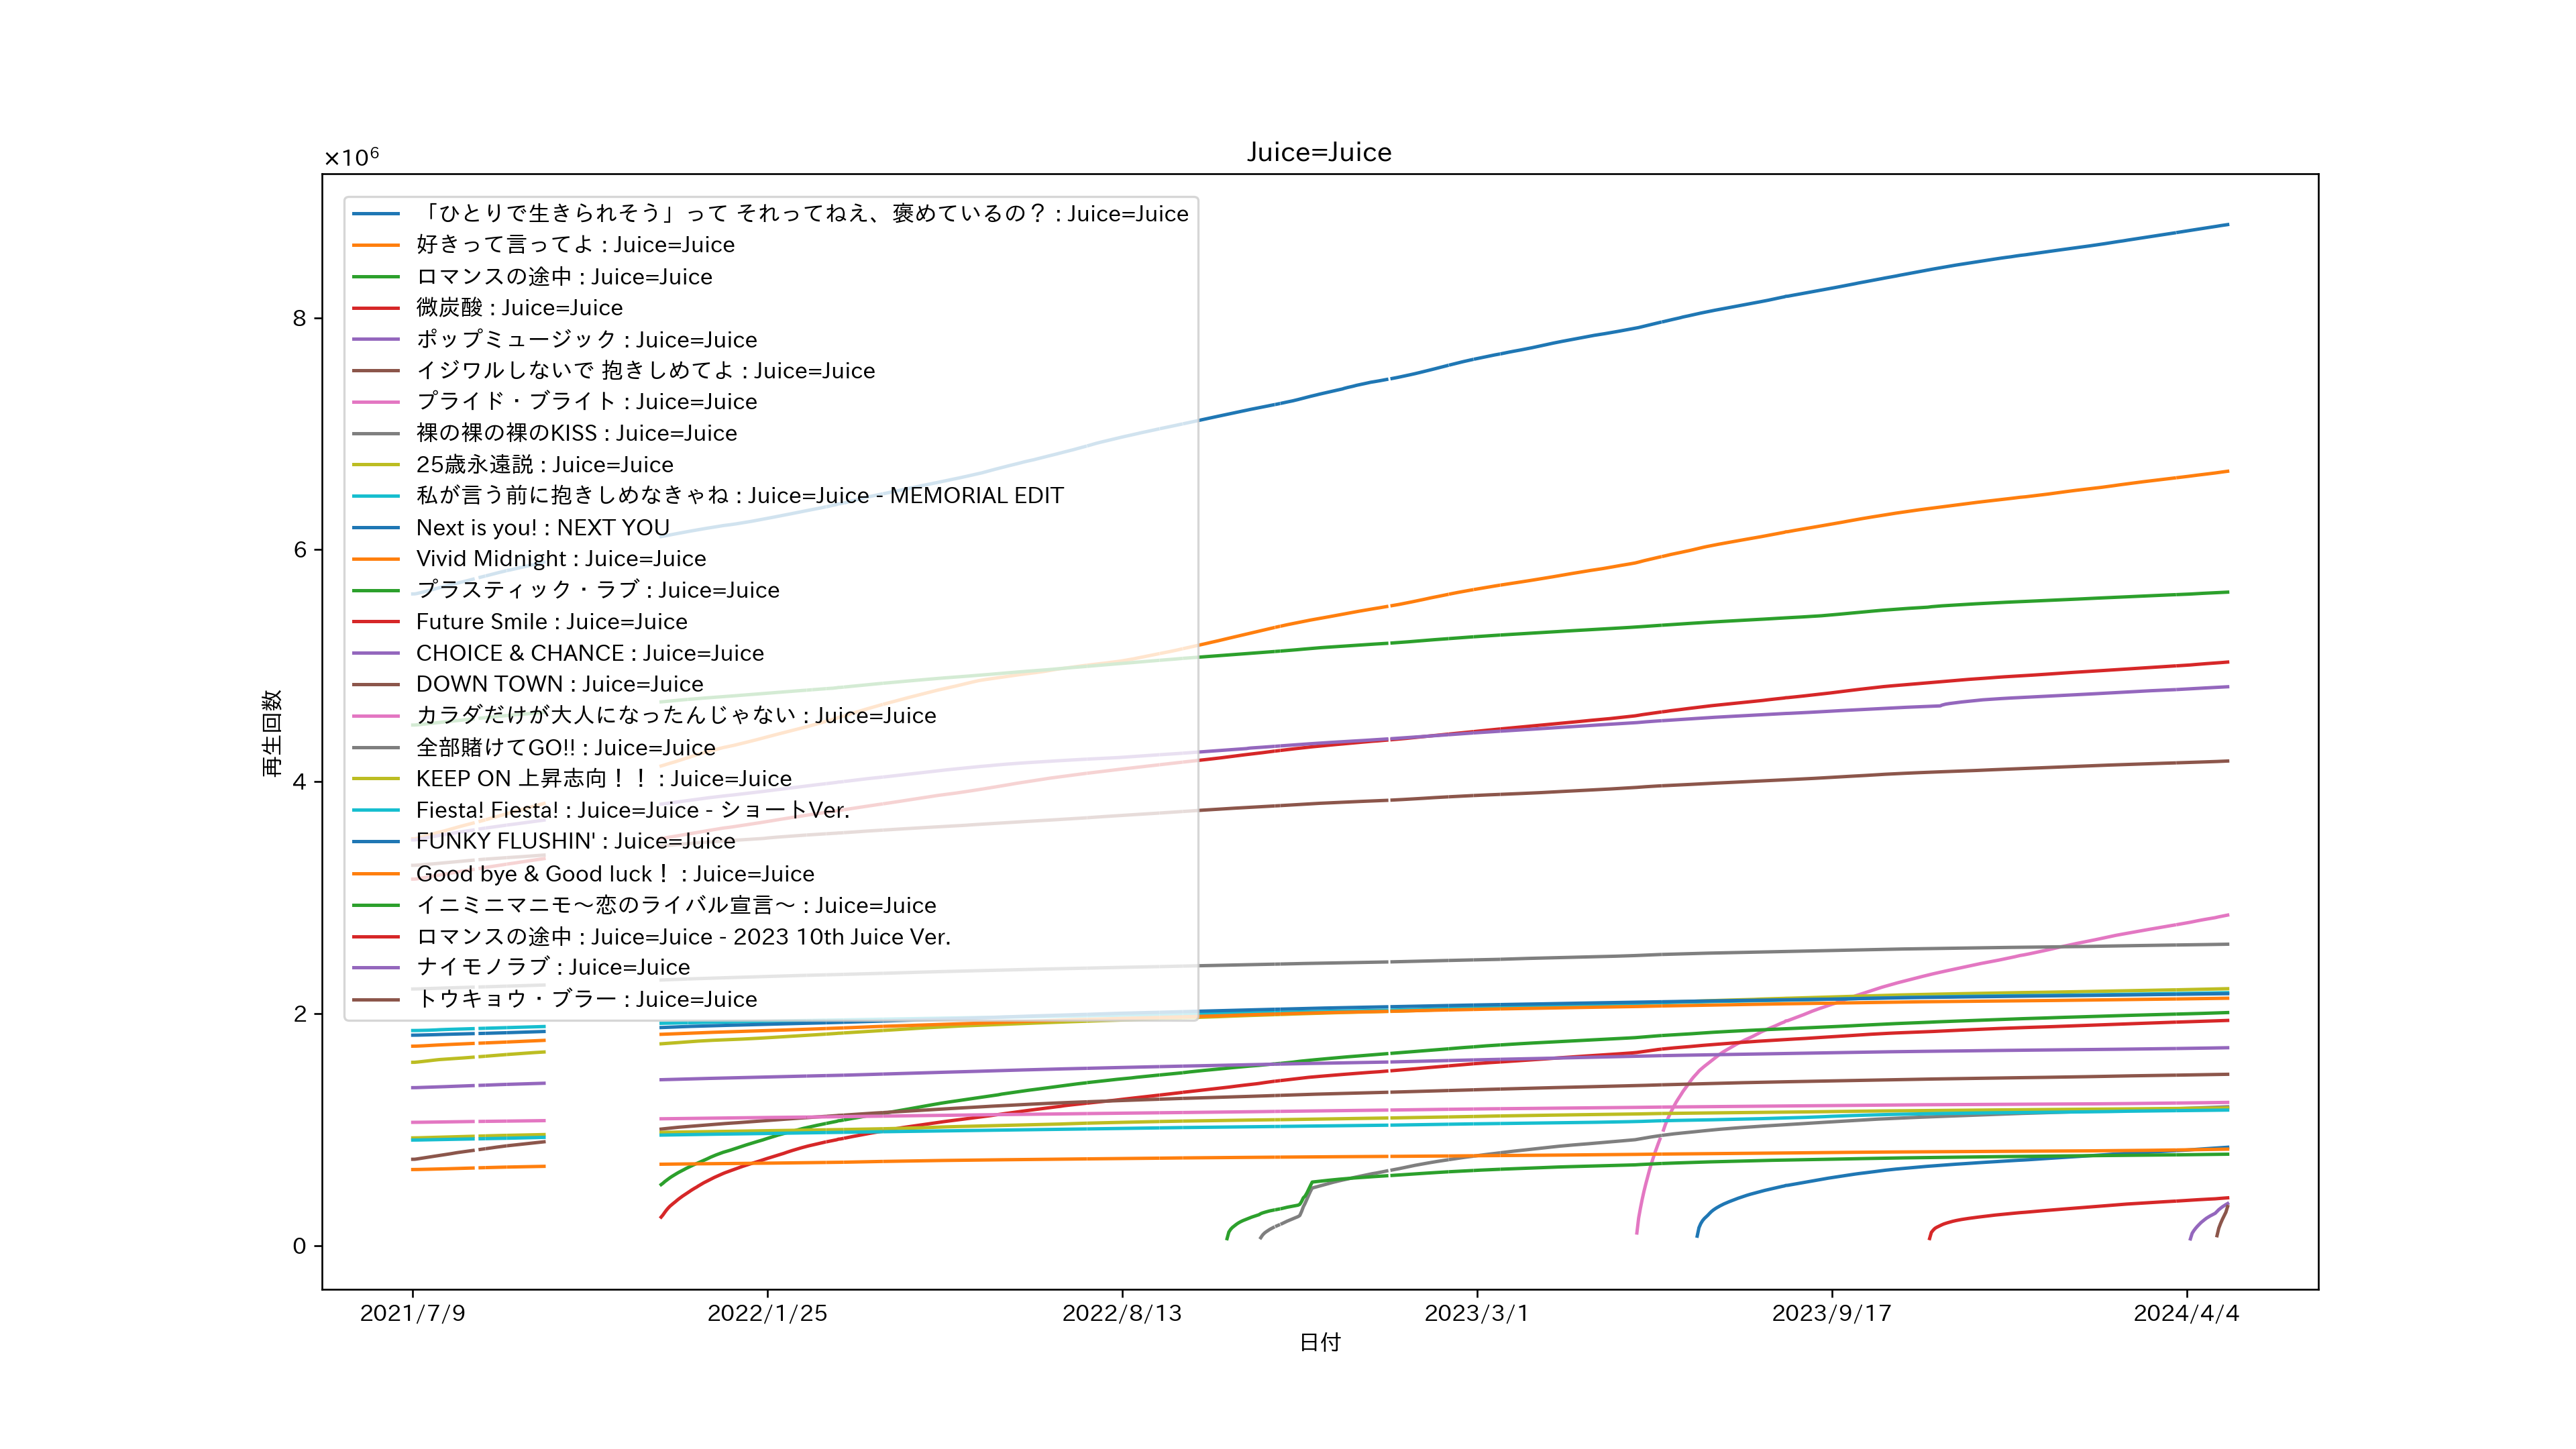 Juice=Juice
×10⁶
「ひとりで生きられそう」って それってねえ、褒めているの？ : Juice=Juice
好きって言ってよ : Juice=Juice
ロマンスの途中 : Juice=Juice
微炭酸 : Juice=Juice
ポップミュージック : Juice=Juice
イジワルしないで 抱きしめてよ : Juice=Juice
プライド・ブライト : Juice=Juice
裸の裸の裸のKISS : Juice=Juice
25歳永遠説 : Juice=Juice
私が言う前に抱きしめなきゃね : Juice=Juice - MEMORIAL EDIT
Next is you! : NEXT YOU
Vivid Midnight : Juice=Juice
プラスティック・ラブ : Juice=Juice
Future Smile : Juice=Juice
CHOICE & CHANCE : Juice=Juice
DOWN TOWN : Juice=Juice
カラダだけが大人になったんじゃない : Juice=Juice
全部賭けてGO!! : Juice=Juice
KEEP ON 上昇志向！！ : Juice=Juice
Fiesta! Fiesta! : Juice=Juice - ショートVer.
FUNKY FLUSHIN' : Juice=Juice
Good bye & Good luck！ : Juice=Juice
イニミニマニモ～恋のライバル宣言～ : Juice=Juice
ロマンスの途中 : Juice=Juice - 2023 10th Juice Ver.
ナイモノラブ : Juice=Juice
トウキョウ・ブラー : Juice=Juice
8
6
4
2
0
再生回数
2021/7/9
2022/1/25
2022/8/13
2023/3/1
2023/9/17
2024/4/4
日付